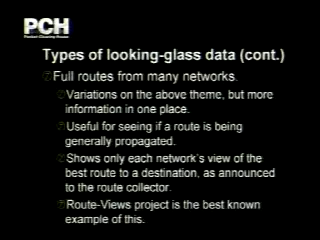 PCH
Packet Clearing House
Types of looking-glass data (cont.)
Full routes from many networks.
Variations on the above theme, but more
information in one place.
Useful for seeing if a route is being
generally propagated.
Shows only each network's view of the
best route to a destination, as announced
to the route collector.
Route-Views project is the best known
example of this.